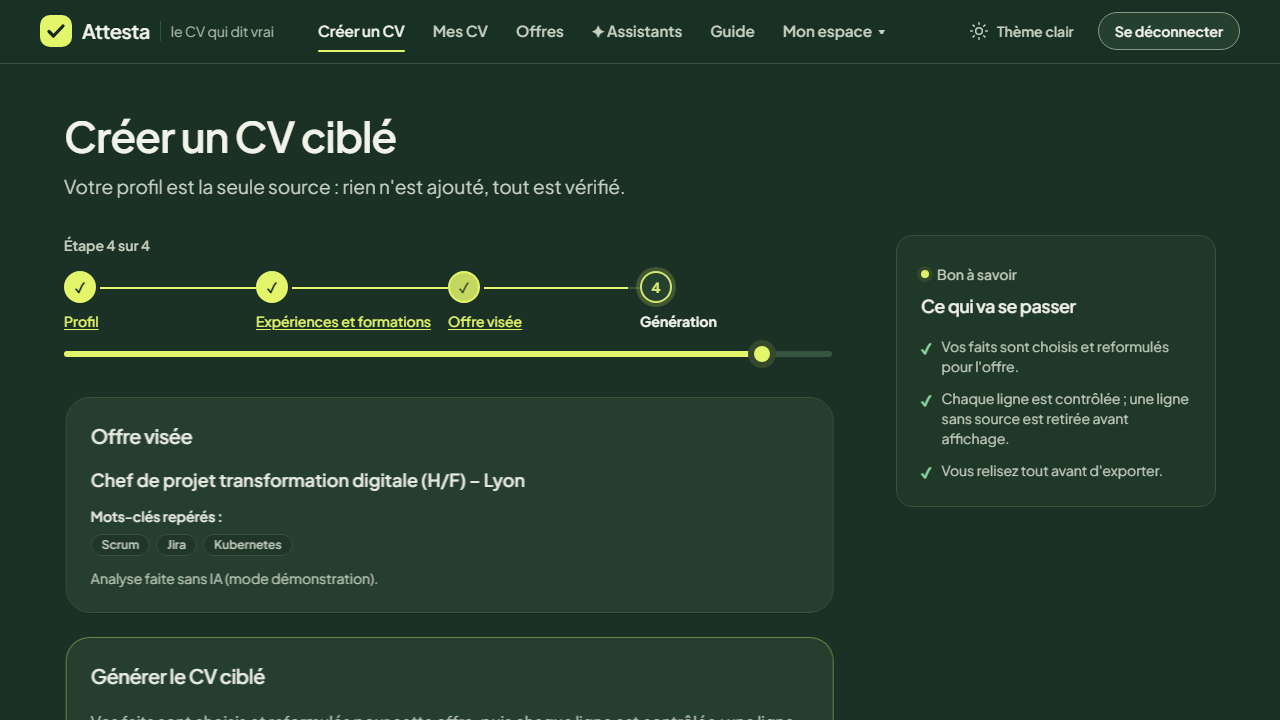 Attesta
le CV qui dit vrai
Créer un CV
Mes CV
Offres
Assistants
Guide
Mon espace
Thème clair
Se déconnecter
Créer un CV ciblé
Votre profil est la seule source : rien n'est ajouté, tout est vérifié.
Étape 4 sur 4
4
Profil
Expériences et formations
Offre visée
Génération
Offre visée
Chef de projet transformation digitale (H/F) – Lyon
Mots-clés repérés :
Scrum
Jira
Kubernetes
Analyse faite sans IA (mode démonstration).
Générer le CV ciblé
Bon à savoir
Ce qui va se passer
Vos faits sont choisis et reformulés
pour l'offre.
Chaque ligne est contrôlée ; une ligne
sans source est retirée avant
affichage.
Vous relisez tout avant d'exporter.